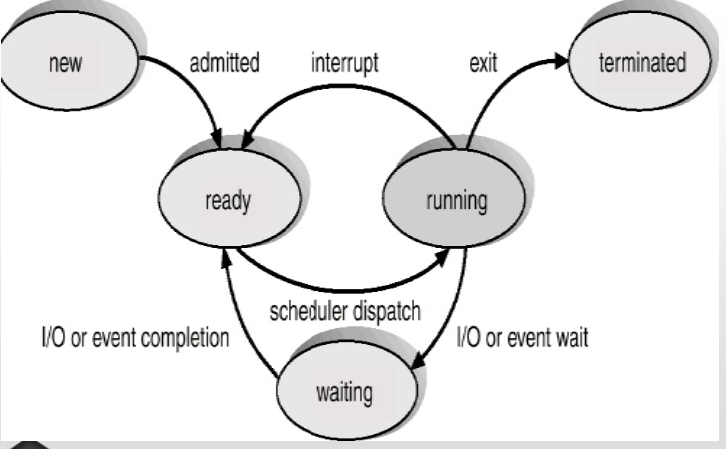 new
admitted
interrupt
exit
terminated
ready
running
scheduler dispatch
I/O or event completion
I/O or event wait
waiting